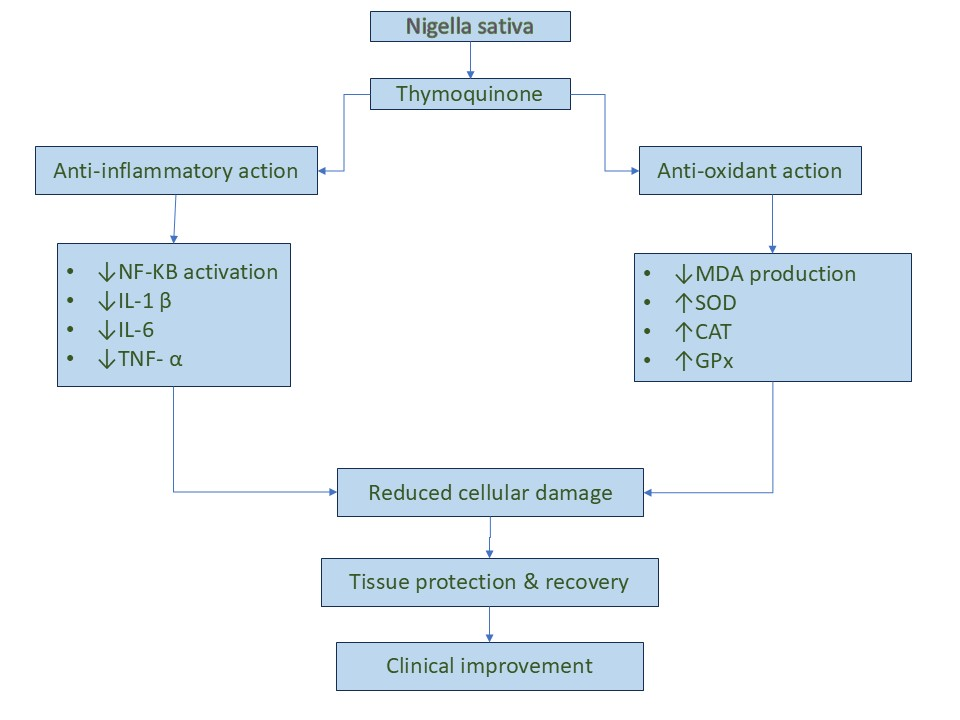 Nigella sativa
Thymoquinone
Anti-inflammatory action
Anti-oxidant action
• ↓NF-KB activation
• ↓IL-1 β
• ↓IL-6
• ↓TNF- α
• ↓MDA production
• ↑SOD
• ↑CAT
• ↑GPx
Reduced cellular damage
Tissue protection & recovery
Clinical improvement